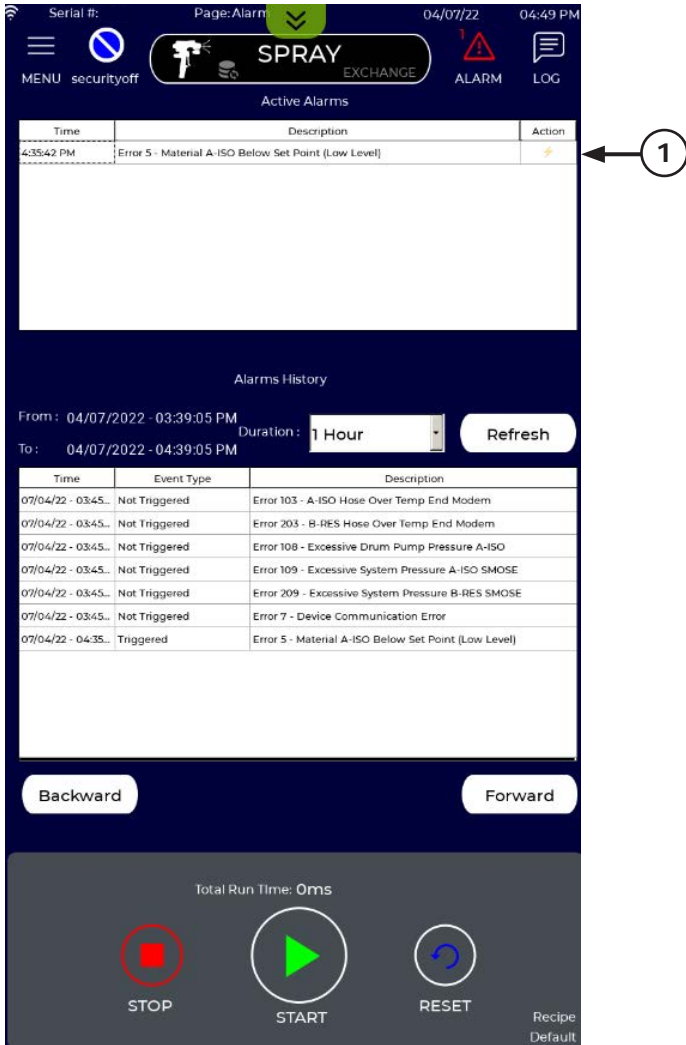 Serial #: Page:Alarm 04/07/22 04:49 PM
MENU securityoff SPRAY EXCHANGE 1 ALARM LOG
Active Alarms
Time Description Action
4:35:42 PM Error 5 - Material A-ISO Below Set Point (Low Level)
1
Alarms History
From : 04/07/2022 - 03:39:05 PM
Duration : 1 Hour Refresh
To : 04/07/2022 - 04:39:05 PM
Time Event Type Description
07/04/22 - 03:45... Not Triggered Error 103 - A-ISO Hose Over Temp End Modem
07/04/22 - 03:45... Not Triggered Error 203 - B-RES Hose Over Temp End Modem
07/04/22 - 03:45... Not Triggered Error 108 - Excessive Drum Pump Pressure A-ISO
07/04/22 - 03:45... Not Triggered Error 109 - Excessive System Pressure A-ISO SMOSE
07/04/22 - 03:45... Not Triggered Error 209 - Excessive System Pressure B-RES SMOSE
07/04/22 - 03:45... Not Triggered Error 7 - Device Communication Error
07/04/22 - 04:35... Triggered Error 5 - Material A-ISO Below Set Point (Low Level)
Backward Forward
Total Run TIme: 0ms
STOP START RESET
Recipe
Default